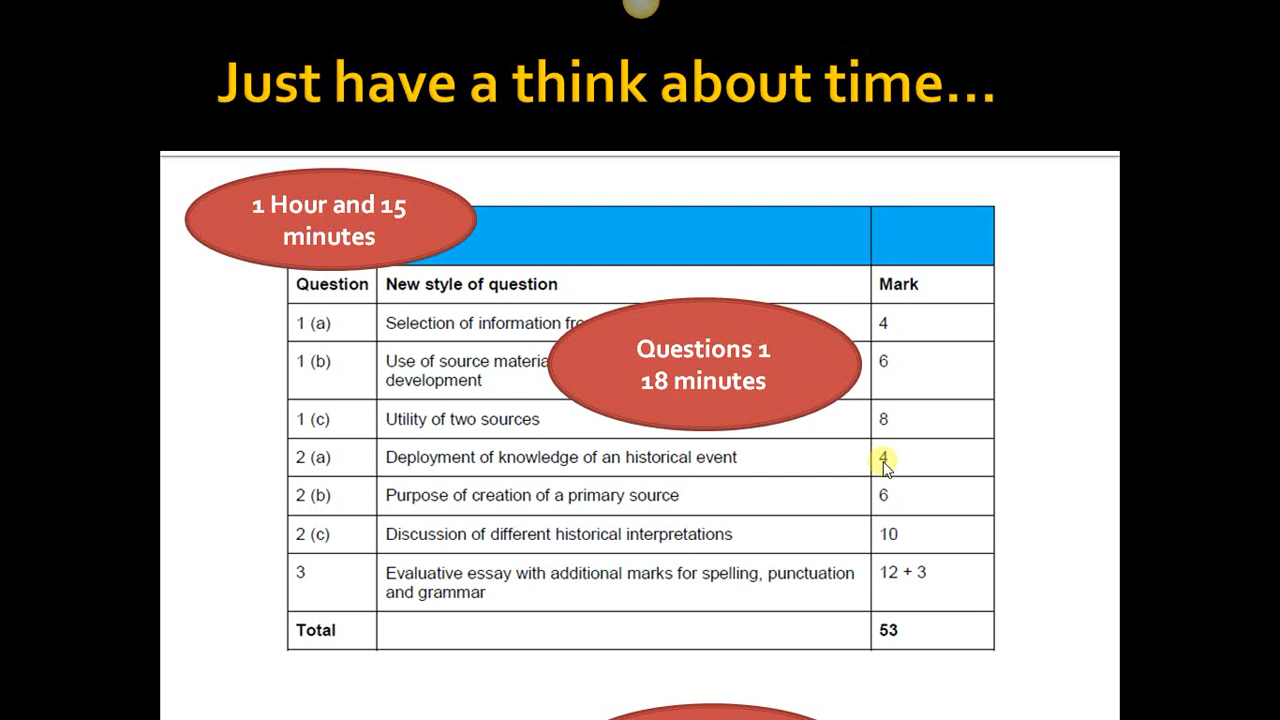 Just have a think about time...
1 Hour and 15
minutes
Question New style of question Mark
1 (a) Selection of information 4
Questions 1
18 minutes
1 (b) Use of source 6
development
1 (c) Utility of two sources 8
2 (a) Deployment of knowledge of an historical event 4
2 (b) Purpose of creation of a primary source 6
2 (c) Discussion of different historical interpretations 10
3 Evaluative essay with additional marks for spelling, punctuation 12 + 3
and grammar
Total 53